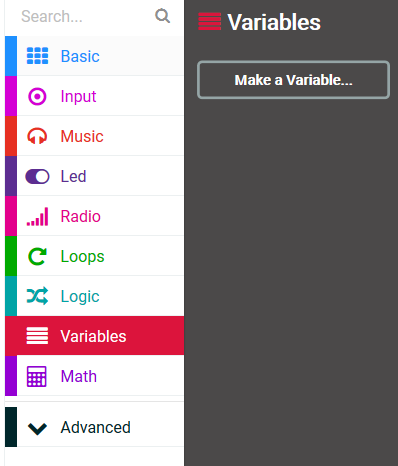 Search...
Basic
Input
Music
Led
Radio
Loops
Logic
Variables
Math
Advanced
Variables
Make a Variable...